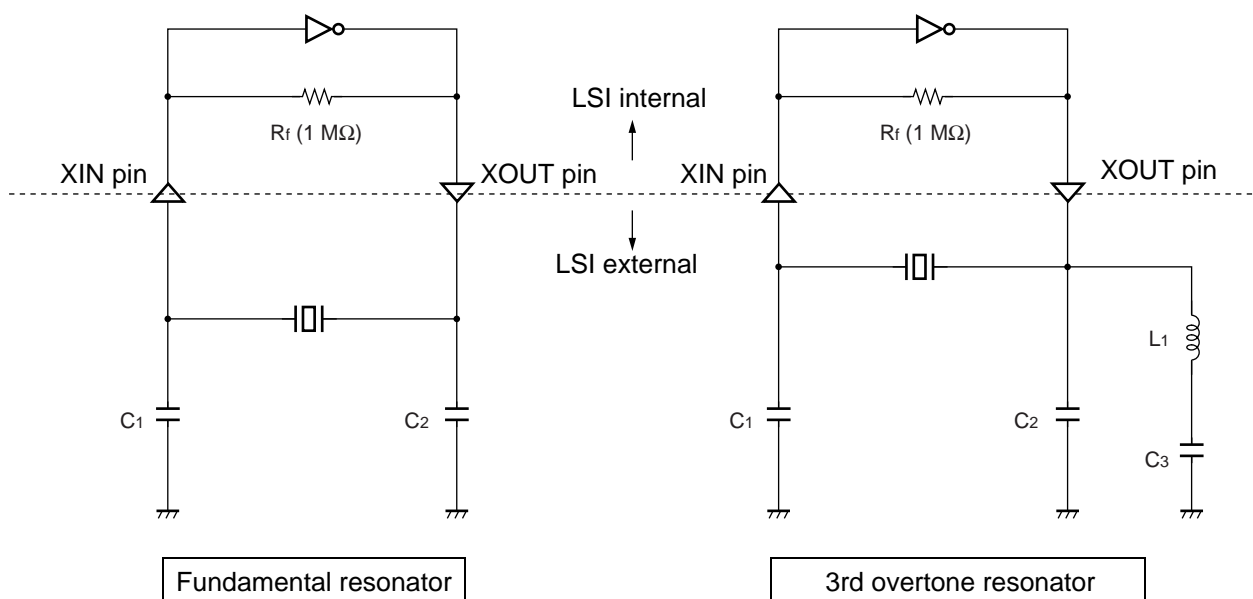 LSI internal
Rf (1 MΩ)
Rf (1 MΩ)
XIN pin
XOUT pin
XIN pin
XOUT pin
LSI external
L1
C1
C2
C1
C2
C3
Fundamental resonator
3rd overtone resonator